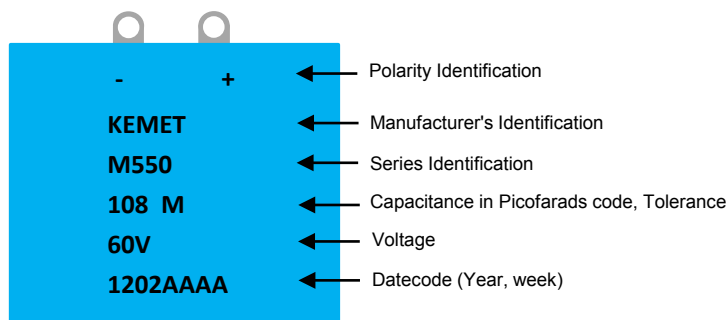 - + Polarity Identification
KEMET Manufacturer's Identification
M550 Series Identification
108 M Capacitance in Picofarads code, Tolerance
60V Voltage
1202AAAA Datecode (Year, week)